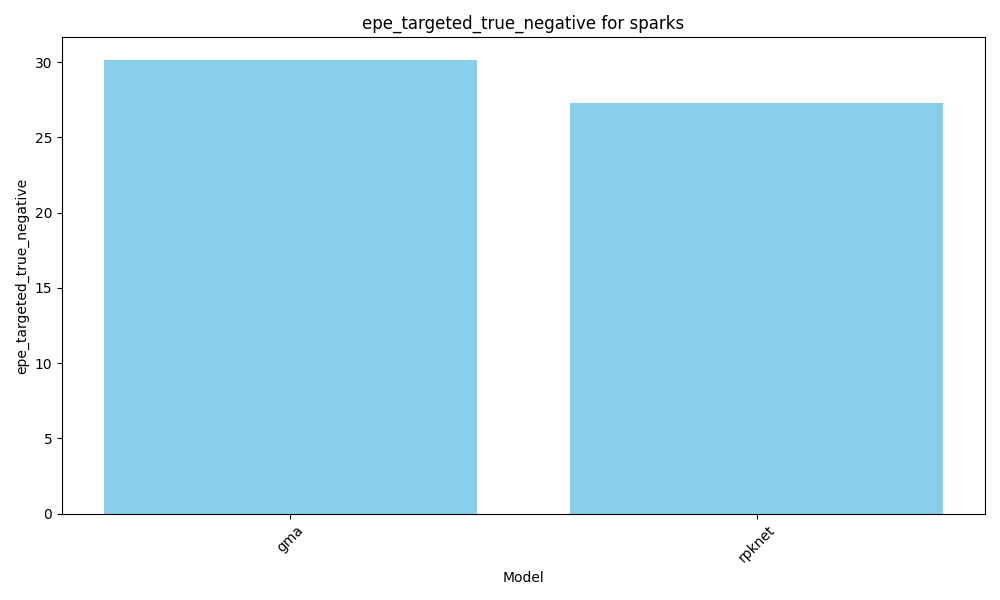 epe_targeted_true_negative for sparks
epe_targeted_true_negative
30
25
20
15
10
5
0
gma
rpknet
Model